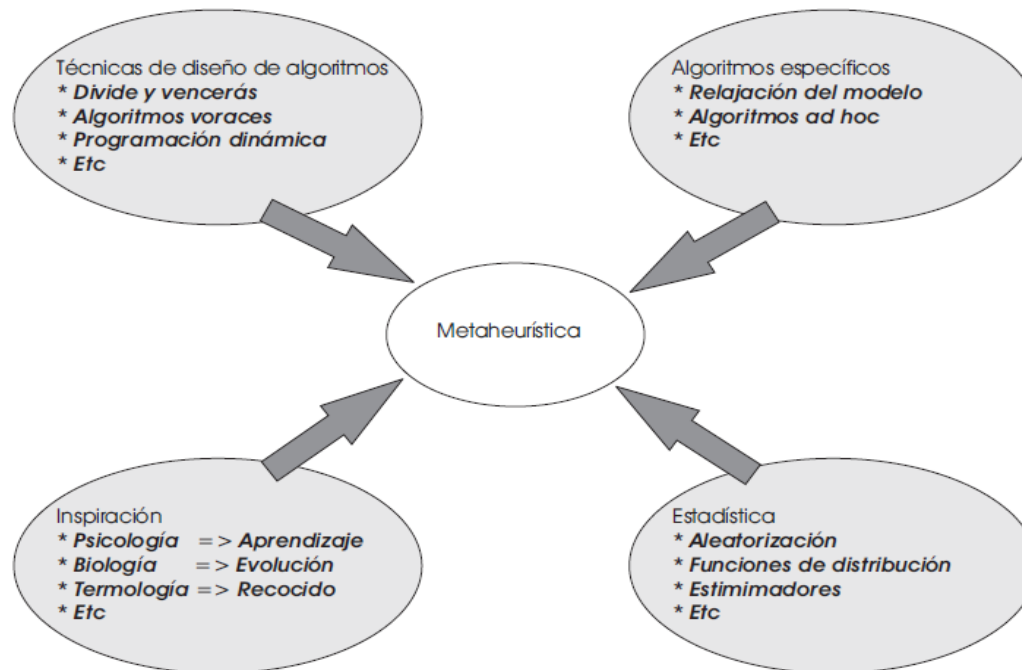 Técnicas de diseño de algoritmos
* Divide y vencerás
* Algoritmos voraces
* Programación dinámica
* Etc
Algoritmos específicos
* Relajación del modelo
* Algoritmos ad hoc
* Etc
Metaheurística
Inspiración
* Psicología => Aprendizaje
* Biología => Evolución
* Termología => Recocido
* Etc
Estadística
* Aleatorización
* Funciones de distribución
* Estimimadores
* Etc